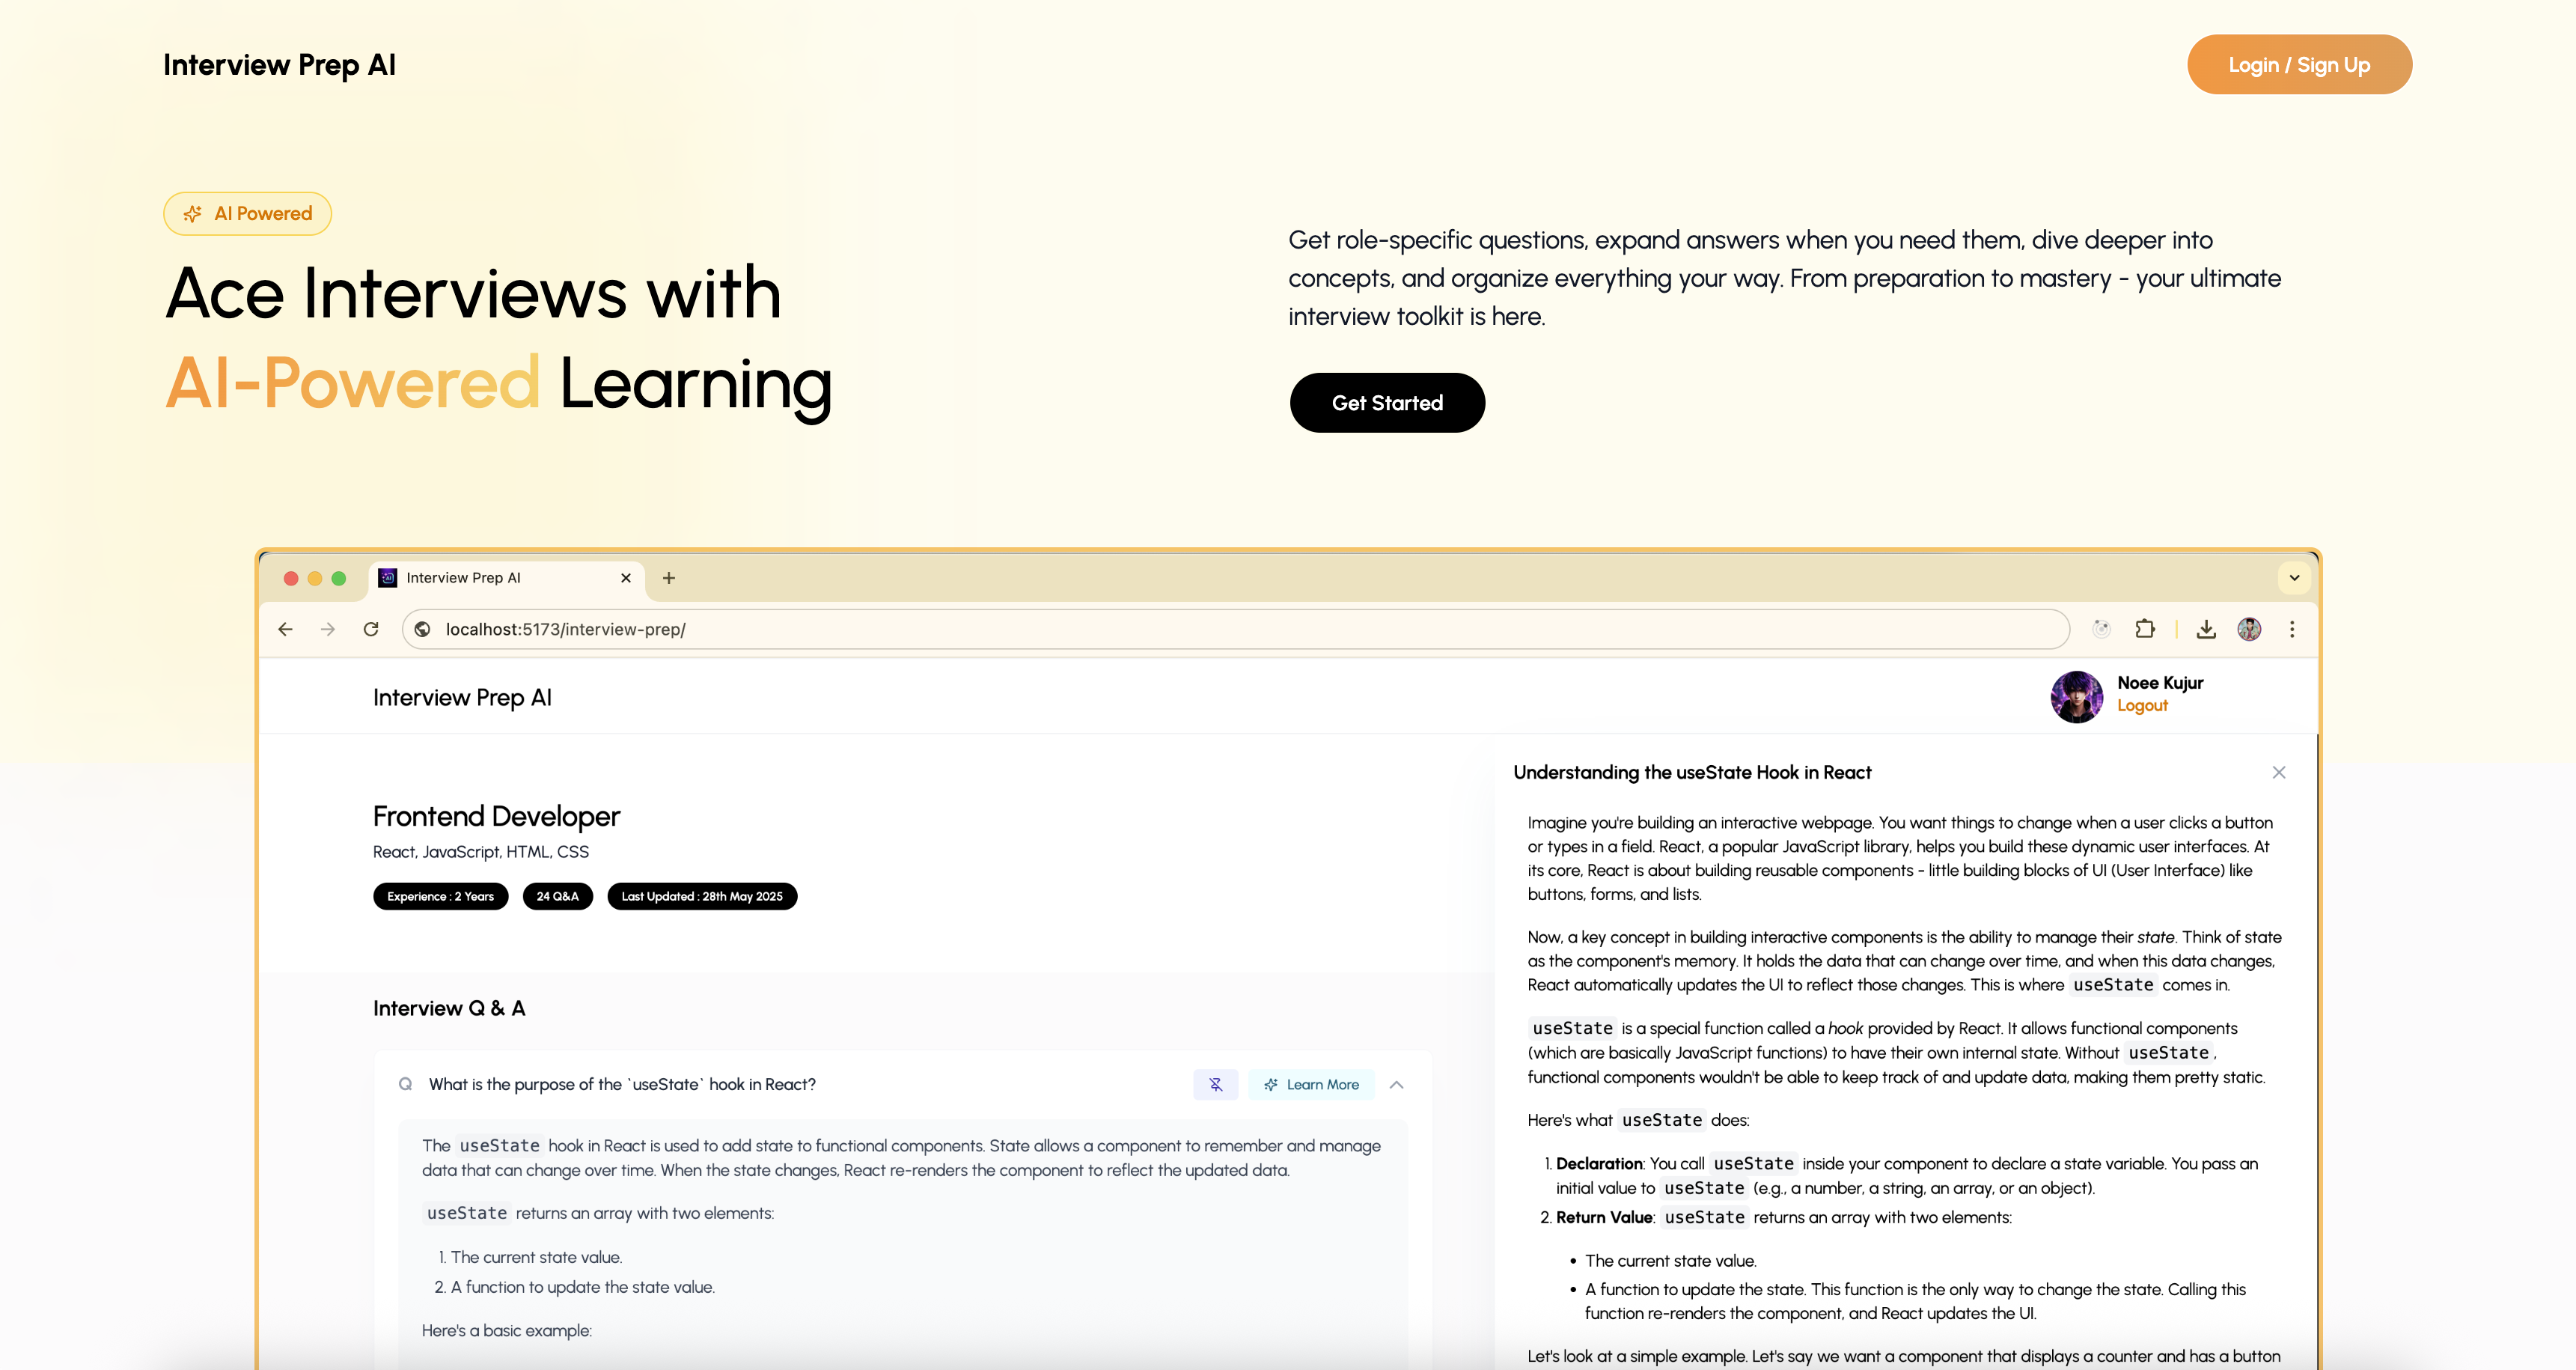 Interview Prep AI
Login / Sign Up
AI Powered
Ace Interviews with
AI-Powered Learning
Get role-specific questions, expand answers when you need them, dive deeper into
concepts, and organize everything your way. From preparation to mastery - your ultimate
interview toolkit is here.
Get Started
Interview Prep AI
localhost:5173/interview-prep/
Interview Prep AI
Noee Kujur
Logout
Frontend Developer
React, JavaScript, HTML, CSS
Experience : 2 Years
24 Q&A
Last Updated : 28th May 2025
Interview Q & A
Q What is the purpose of the `useState` hook in React?
Learn More
The useState hook in React is used to add state to functional components. State allows a component to remember and manage
data that can change over time. When the state changes, React re-renders the component to reflect the updated data.
useState returns an array with two elements:
1. The current state value.
2. A function to update the state value.
Here's a basic example:
Understanding the useState Hook in React
Imagine you're building an interactive webpage. You want things to change when a user clicks a button
or types in a field. React, a popular JavaScript library, helps you build these dynamic user interfaces. At
its core, React is about building reusable components - little building blocks of UI (User Interface) like
buttons, forms, and lists.
Now, a key concept in building interactive components is the ability to manage their state. Think of state
as the component's memory. It holds the data that can change over time, and when this data changes,
React automatically updates the UI to reflect those changes. This is where useState comes in.
useState is a special function called a hook provided by React. It allows functional components
(which are basically JavaScript functions) to have their own internal state. Without useState,
functional components wouldn't be able to keep track of and update data, making them pretty static.
Here's what useState does:
1. Declaration: You call useState inside your component to declare a state variable. You pass an
initial value to useState (e.g., a number, a string, an array, or an object).
2. Return Value: useState returns an array with two elements:
• The current state value.
• A function to update the state. This function is the only way to change the state. Calling this
function re-renders the component, and React updates the UI.
Let's look at a simple example. Let's say we want a component that displays a counter and has a button